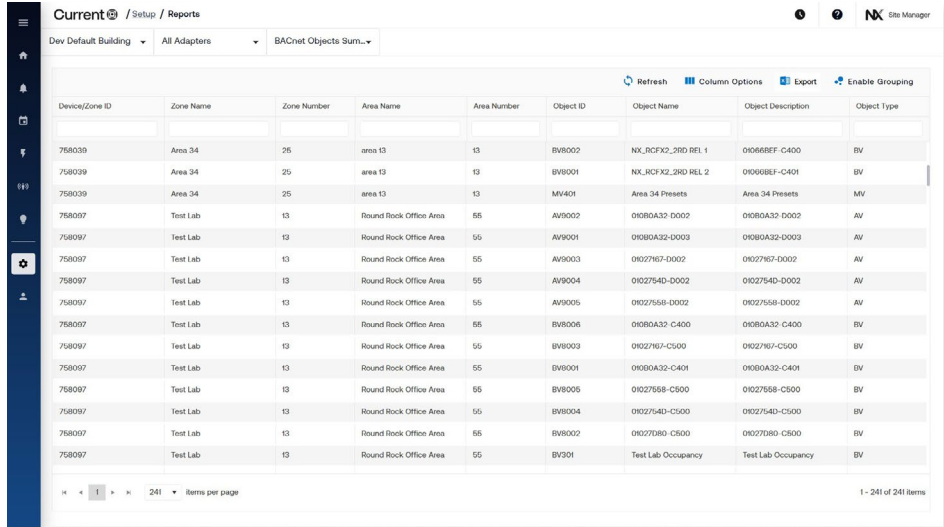 Current / Setup / Reports NX Site Manager
Dev Default Building All Adapters BACnet Objects Sum...
Refresh Column Options Export Enable Grouping
Device/Zone ID Zone Name Zone Number Area Name Area Number Object ID Object Name Object Description Object Type
758039 Area 34 25 area 13 13 BV8002 NX_RCFX2_2RD REL 1 01066BEF-C400 BV
758039 Area 34 25 area 13 13 BV8001 NX_RCFX2_2RD REL 2 01066BEF-C401 BV
758039 Area 34 25 area 13 13 MV401 Area 34 Presets Area 34 Presets MV
758097 Test Lab 13 Round Rock Office Area 55 AV9002 010B0A32-D002 010B0A32-D002 AV
758097 Test Lab 13 Round Rock Office Area 55 AV9001 010B0A32-D003 010B0A32-D003 AV
758097 Test Lab 13 Round Rock Office Area 55 AV9003 01027167-D002 01027167-D002 AV
758097 Test Lab 13 Round Rock Office Area 55 AV9004 0102754D-D002 0102754D-D002 AV
758097 Test Lab 13 Round Rock Office Area 55 AV9005 01027558-D002 01027558-D002 AV
758097 Test Lab 13 Round Rock Office Area 55 BV8006 010B0A32-C400 010B0A32-C400 BV
758097 Test Lab 13 Round Rock Office Area 55 BV8003 01027167-C500 01027167-C500 BV
758097 Test Lab 13 Round Rock Office Area 55 BV8001 010B0A32-C401 010B0A32-C401 BV
758097 Test Lab 13 Round Rock Office Area 55 BV8005 01027558-C500 01027558-C500 BV
758097 Test Lab 13 Round Rock Office Area 55 BV8004 0102754D-C500 0102754D-C500 BV
758097 Test Lab 13 Round Rock Office Area 55 BV8002 01027D80-C500 01027D80-C500 BV
758097 Test Lab 13 Round Rock Office Area 55 BV301 Test Lab Occupancy Test Lab Occupancy BV
1 241 items per page 1 - 241 of 241 items